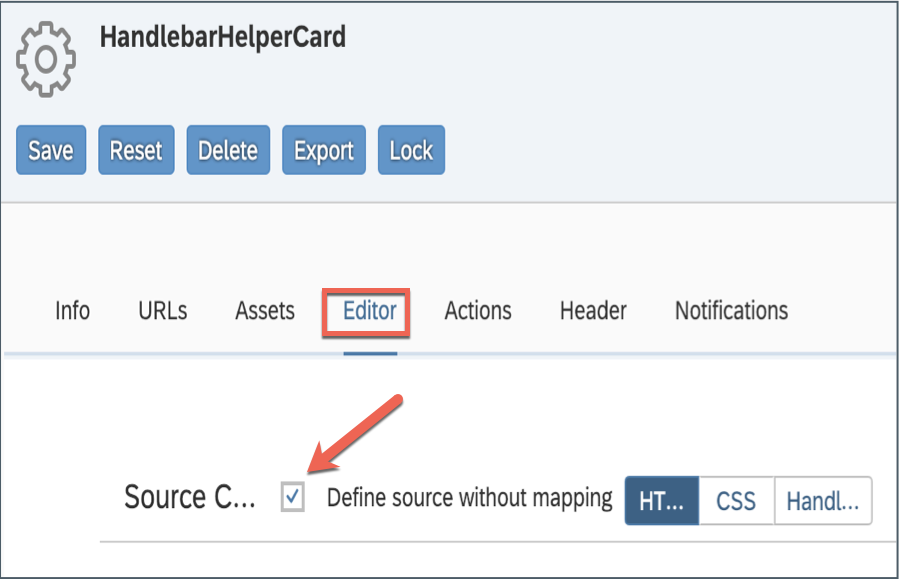 HandlebarHelperCard
Save Reset Delete Export Lock
Info URLs Assets Editor Actions Header Notifications
Source C... Define source without mapping HT... CSS Handl...